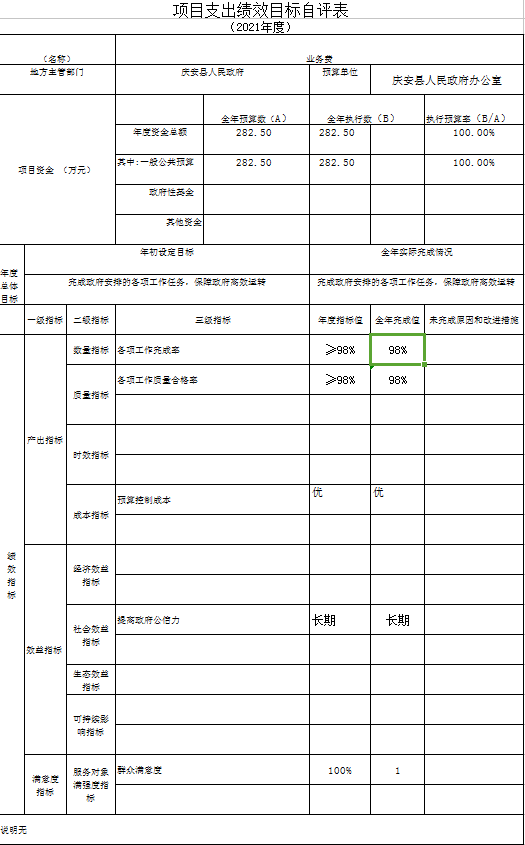 项目支出绩效目标自评表
（2021年度）
（名称） 业务费
地方主管部门 庆安县人民政府 预算单位 庆安县人民政府办公室
项目资金 （万元） 全年预算数（A） 全年执行数（B） 执行预算率（B/A）
年度资金总额 282.50 282.50 100.00%
其中:一般公共预算 282.50 282.50 100.00%
政府性基金
其他资金
年度总体目标 年初设定目标 全年实际完成情况
完成政府安排的各项工作任务，保障政府高效运转 完成政府安排的各项工作任务，保障政府高效运转
一级指标 二级指标 三级指标 年度指标值 全年完成值 未完成原因和改进措施
绩效指标 产出指标 数量指标 各项工作完成率 ≥98% 98%
质量指标 各项工作质量合格率 ≥98% 98%
时效指标
成本指标 预算控制成本 优 优
效益指标 经济效益指标
社会效益指标 提高政府公信力 长期 长期
生态效益指标
可持续影响指标
满意度指标 服务对象满强度指标 群众满意度 100% 1
说明无